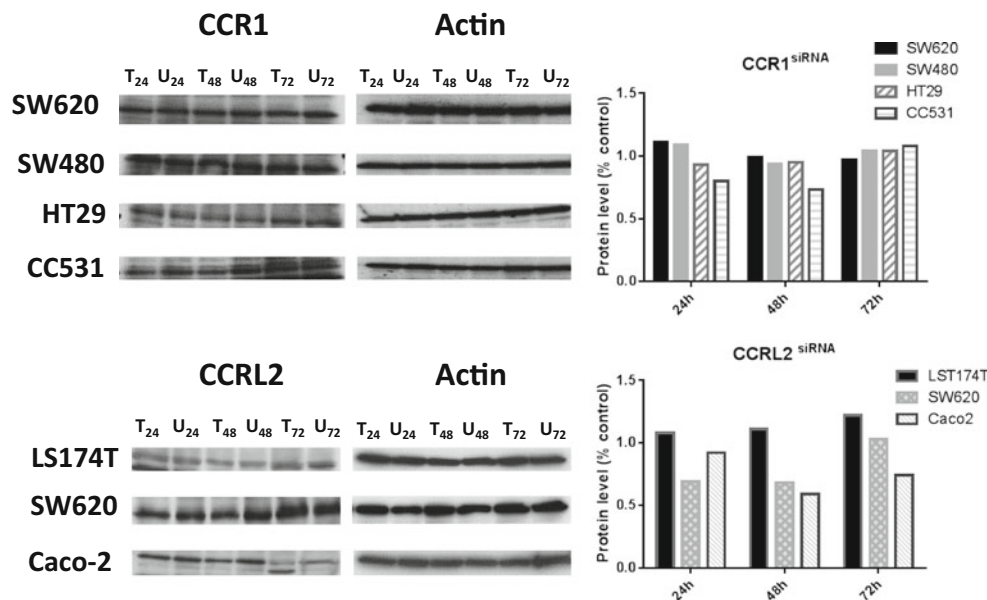 CCR1 Actin
T24 U24 T48 U48 T72 U72 T24 U24 T48 U48 T72 U72
SW620
SW480
HT29
CC531
CCR1 siRNA
SW620
SW480
HT29
CC531
Protein level (% control)
1.5
1.0
0.5
0.0
24h 48h 72h
CCRL2 Actin
T24 U24 T48 U48 T72 U72 T24 U24 T48 U48 T72 U72
LS174T
SW620
Caco-2
CCRL2 siRNA
LST174T
SW620
Caco2
Protein level (% control)
1.5
1.0
0.5
0.0
24h 48h 72h